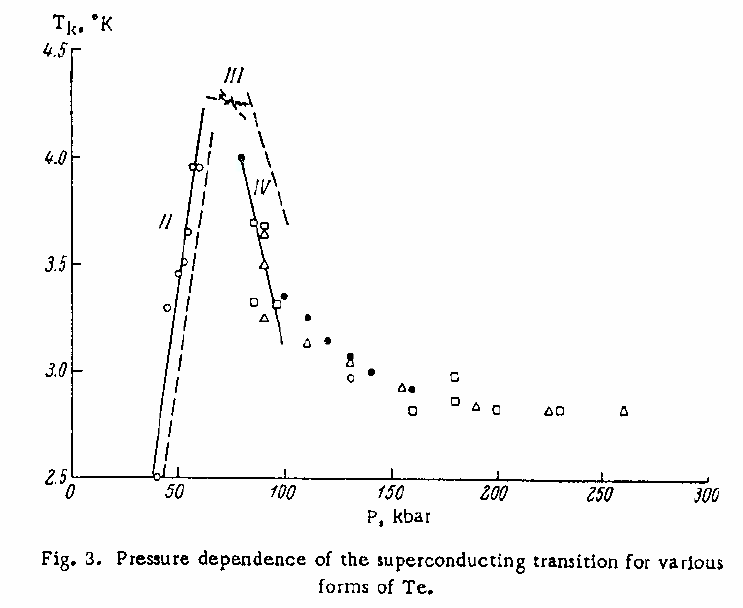 Tk, °K
4.5
III
4.0
IV
II
3.5
3.0
2.5
0 50 100 150 200 250 300
P, kbar
Fig. 3. Pressure dependence of the superconducting transition for various
forms of Te.